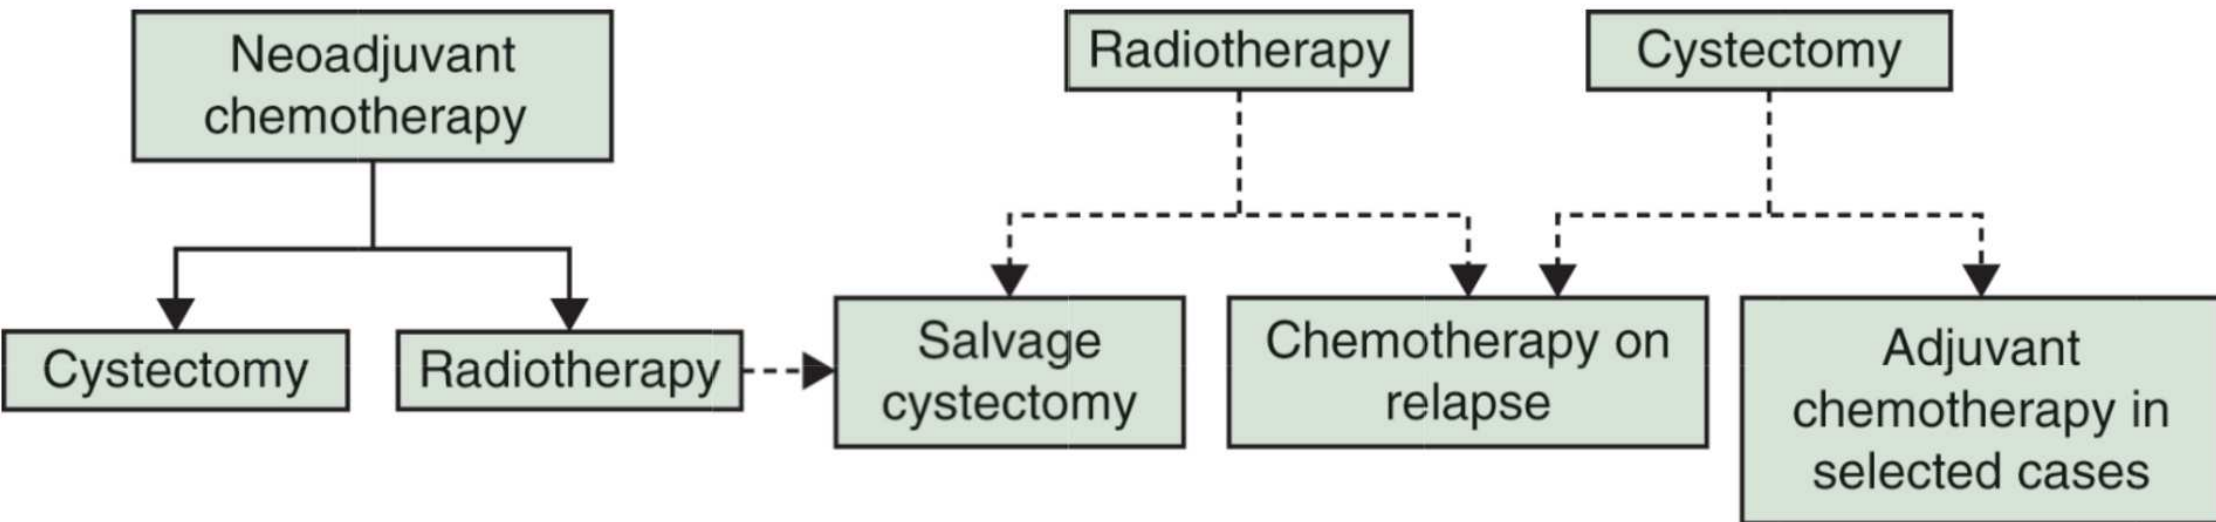 Neoadjuvant
chemotherapy
Radiotherapy
Cystectomy
Cystectomy
Radiotherapy
Salvage
cystectomy
Chemotherapy on
relapse
Adjuvant
chemotherapy in
selected cases